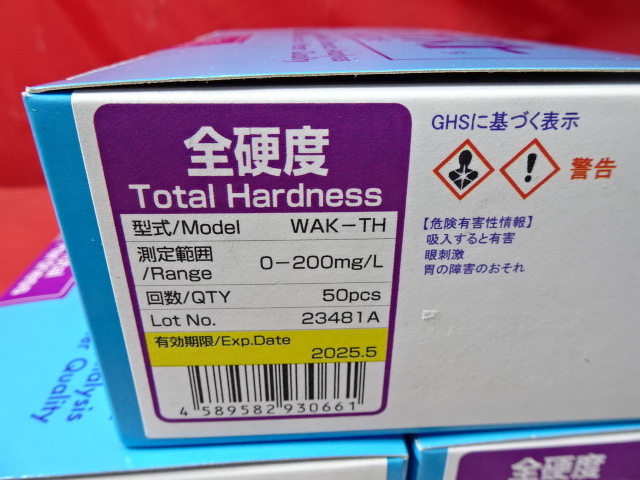 全硬度
Total Hardness
型式/Model WAK-TH
測定範囲
/Range 0-200mg/L
回数/QTY 50pcs
Lot No. 23481A
有効期限/Exp.Date
2025.5
4 589582 930661
GHSに基づく表示
警告
【危険有害性情報】
吸入すると有害
眼刺激
胃の障害のおそれ
er Quality
全硬度